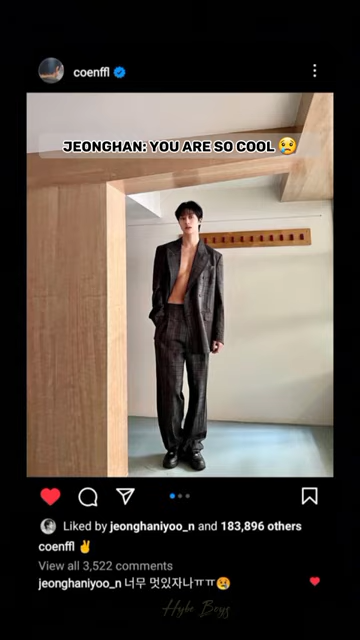 coenffl
JEONGHAN: YOU ARE SO COOL 😢
Liked by jeonghaniyoo_n and 183,896 others
coenffl ✌️
View all 3,522 comments
jeonghaniyoo_n 너무 멋있자나ㅠㅠ😢
Hybe Boys